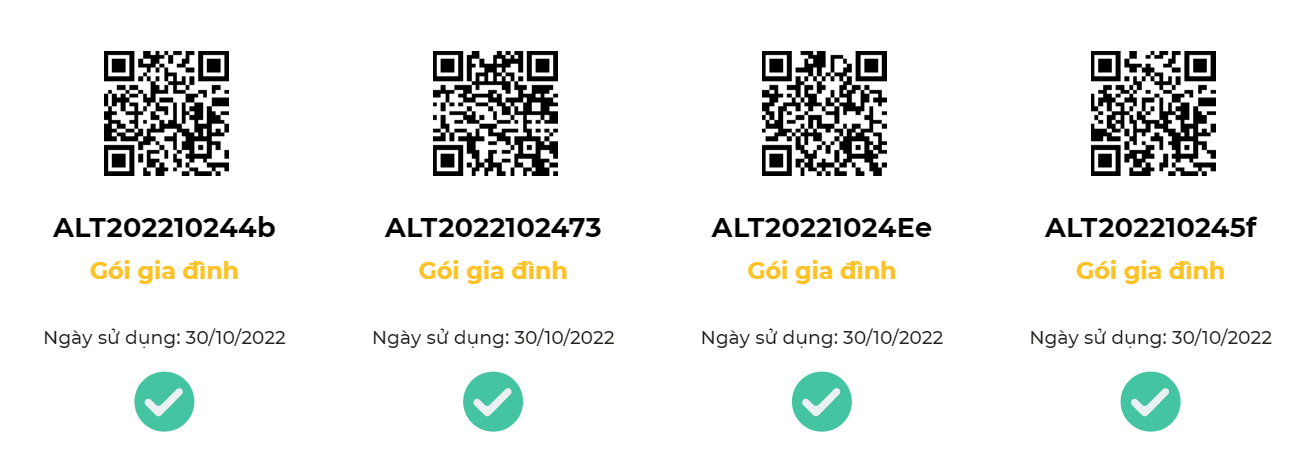 ALT202210244b
Gói gia đình
Ngày sử dụng: 30/10/2022
ALT2022102473
Gói gia đình
Ngày sử dụng: 30/10/2022
ALT20221024Ee
Gói gia đình
Ngày sử dụng: 30/10/2022
ALT202210245f
Gói gia đình
Ngày sử dụng: 30/10/2022